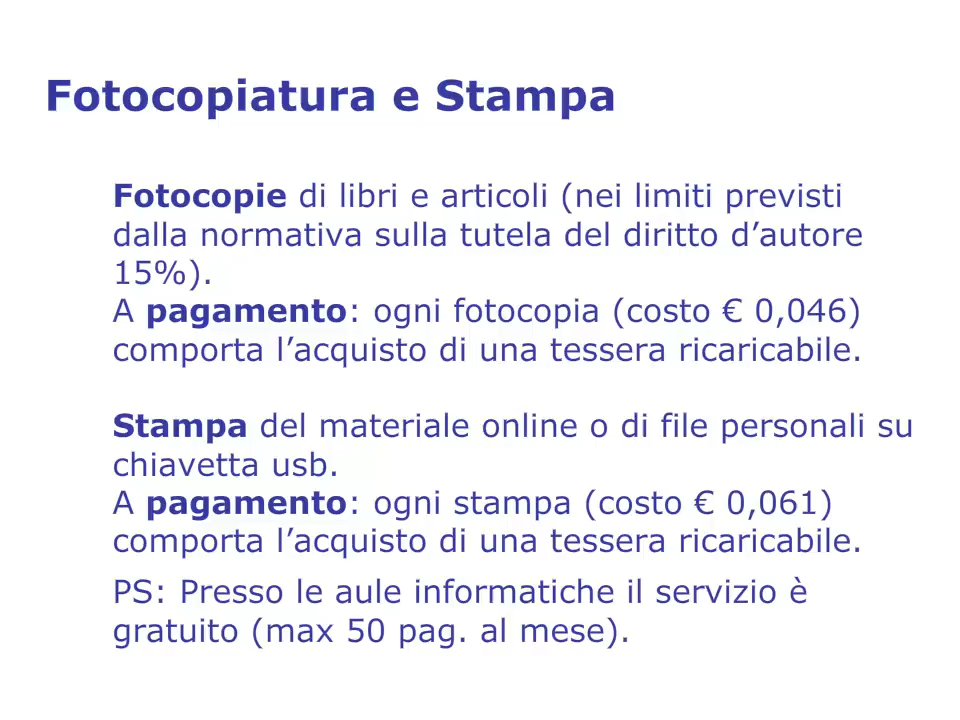 Fotocopiatura e Stampa
Fotocopie di libri e articoli (nei limiti previsti
dalla normativa sulla tutela del diritto d’autore
15%).
A pagamento: ogni fotocopia (costo € 0,046)
comporta l’acquisto di una tessera ricaricabile.
Stampa del materiale online o di file personali su
chiavetta usb.
A pagamento: ogni stampa (costo € 0,061)
comporta l’acquisto di una tessera ricaricabile.
PS: Presso le aule informatiche il servizio è
gratuito (max 50 pag. al mese).